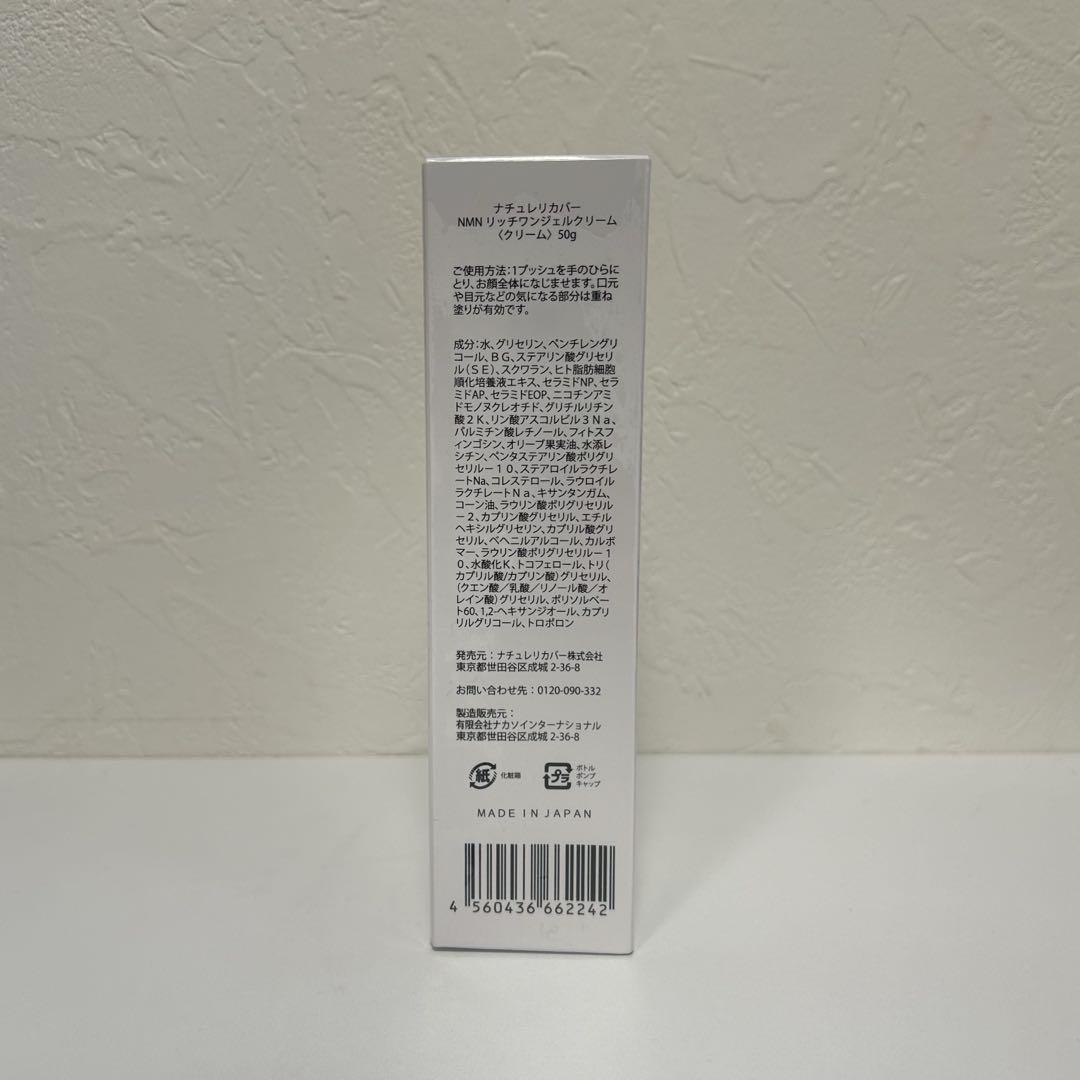 ナチュレリカバー
NMN リッチワンジェルクリーム
〈クリーム〉50g
ご使用方法：1プッシュを手のひらに
とり、お顔全体になじませます。口元
や目元などの気になる部分は重ね
塗りが有効です。
成分：水、グリセリン、ペンチレングリ
コール、ＢＧ、ステアリン酸グリセリ
ル（ＳＥ）、スクワラン、ヒト脂肪細胞
順化培養液エキス、セラミドNP、セラ
ミドAP、セラミドEOP、ニコチンアミ
ドモノヌクレオチド、グリチルリチン
酸２Ｋ、リン酸アスコルビル３Ｎａ、
パルミチン酸レチノール、フィトスフ
ィンゴシン、オリーブ果実油、水添レ
シチン、ペンタステアリン酸ポリグリ
セリル－１０、ステアロイルラクチレ
ートNa、コレステロール、ラウロイル
ラクチレートＮａ、キサンタンガム、
コーン油、ラウリン酸ポリグリセリル
－２、カプリン酸グリセリル、エチル
ヘキシルグリセリン、カプリル酸グリ
セリル、ベヘニルアルコール、カルボ
マー、ラウリン酸ポリグリセリル－１
０、水酸化Ｋ、トコフェロール、トリ（
カプリル酸/カプリン酸）グリセリル、
（クエン酸／乳酸／リノール酸／オ
レイン酸）グリセリル、ポリソルベー
ト60、1,2-ヘキサンジオール、カプリ
リルグリコール、トロポロン
発売元：ナチュレリカバー株式会社
東京都世田谷区成城 2-36-8
お問い合わせ先：0120-090-332
製造販売元：
有限会社ナカソインターナショナル
東京都世田谷区成城 2-36-8
紙 化粧箱
プラ ボトル
ポンプ
キャップ
MADE IN JAPAN
4 560436 662242